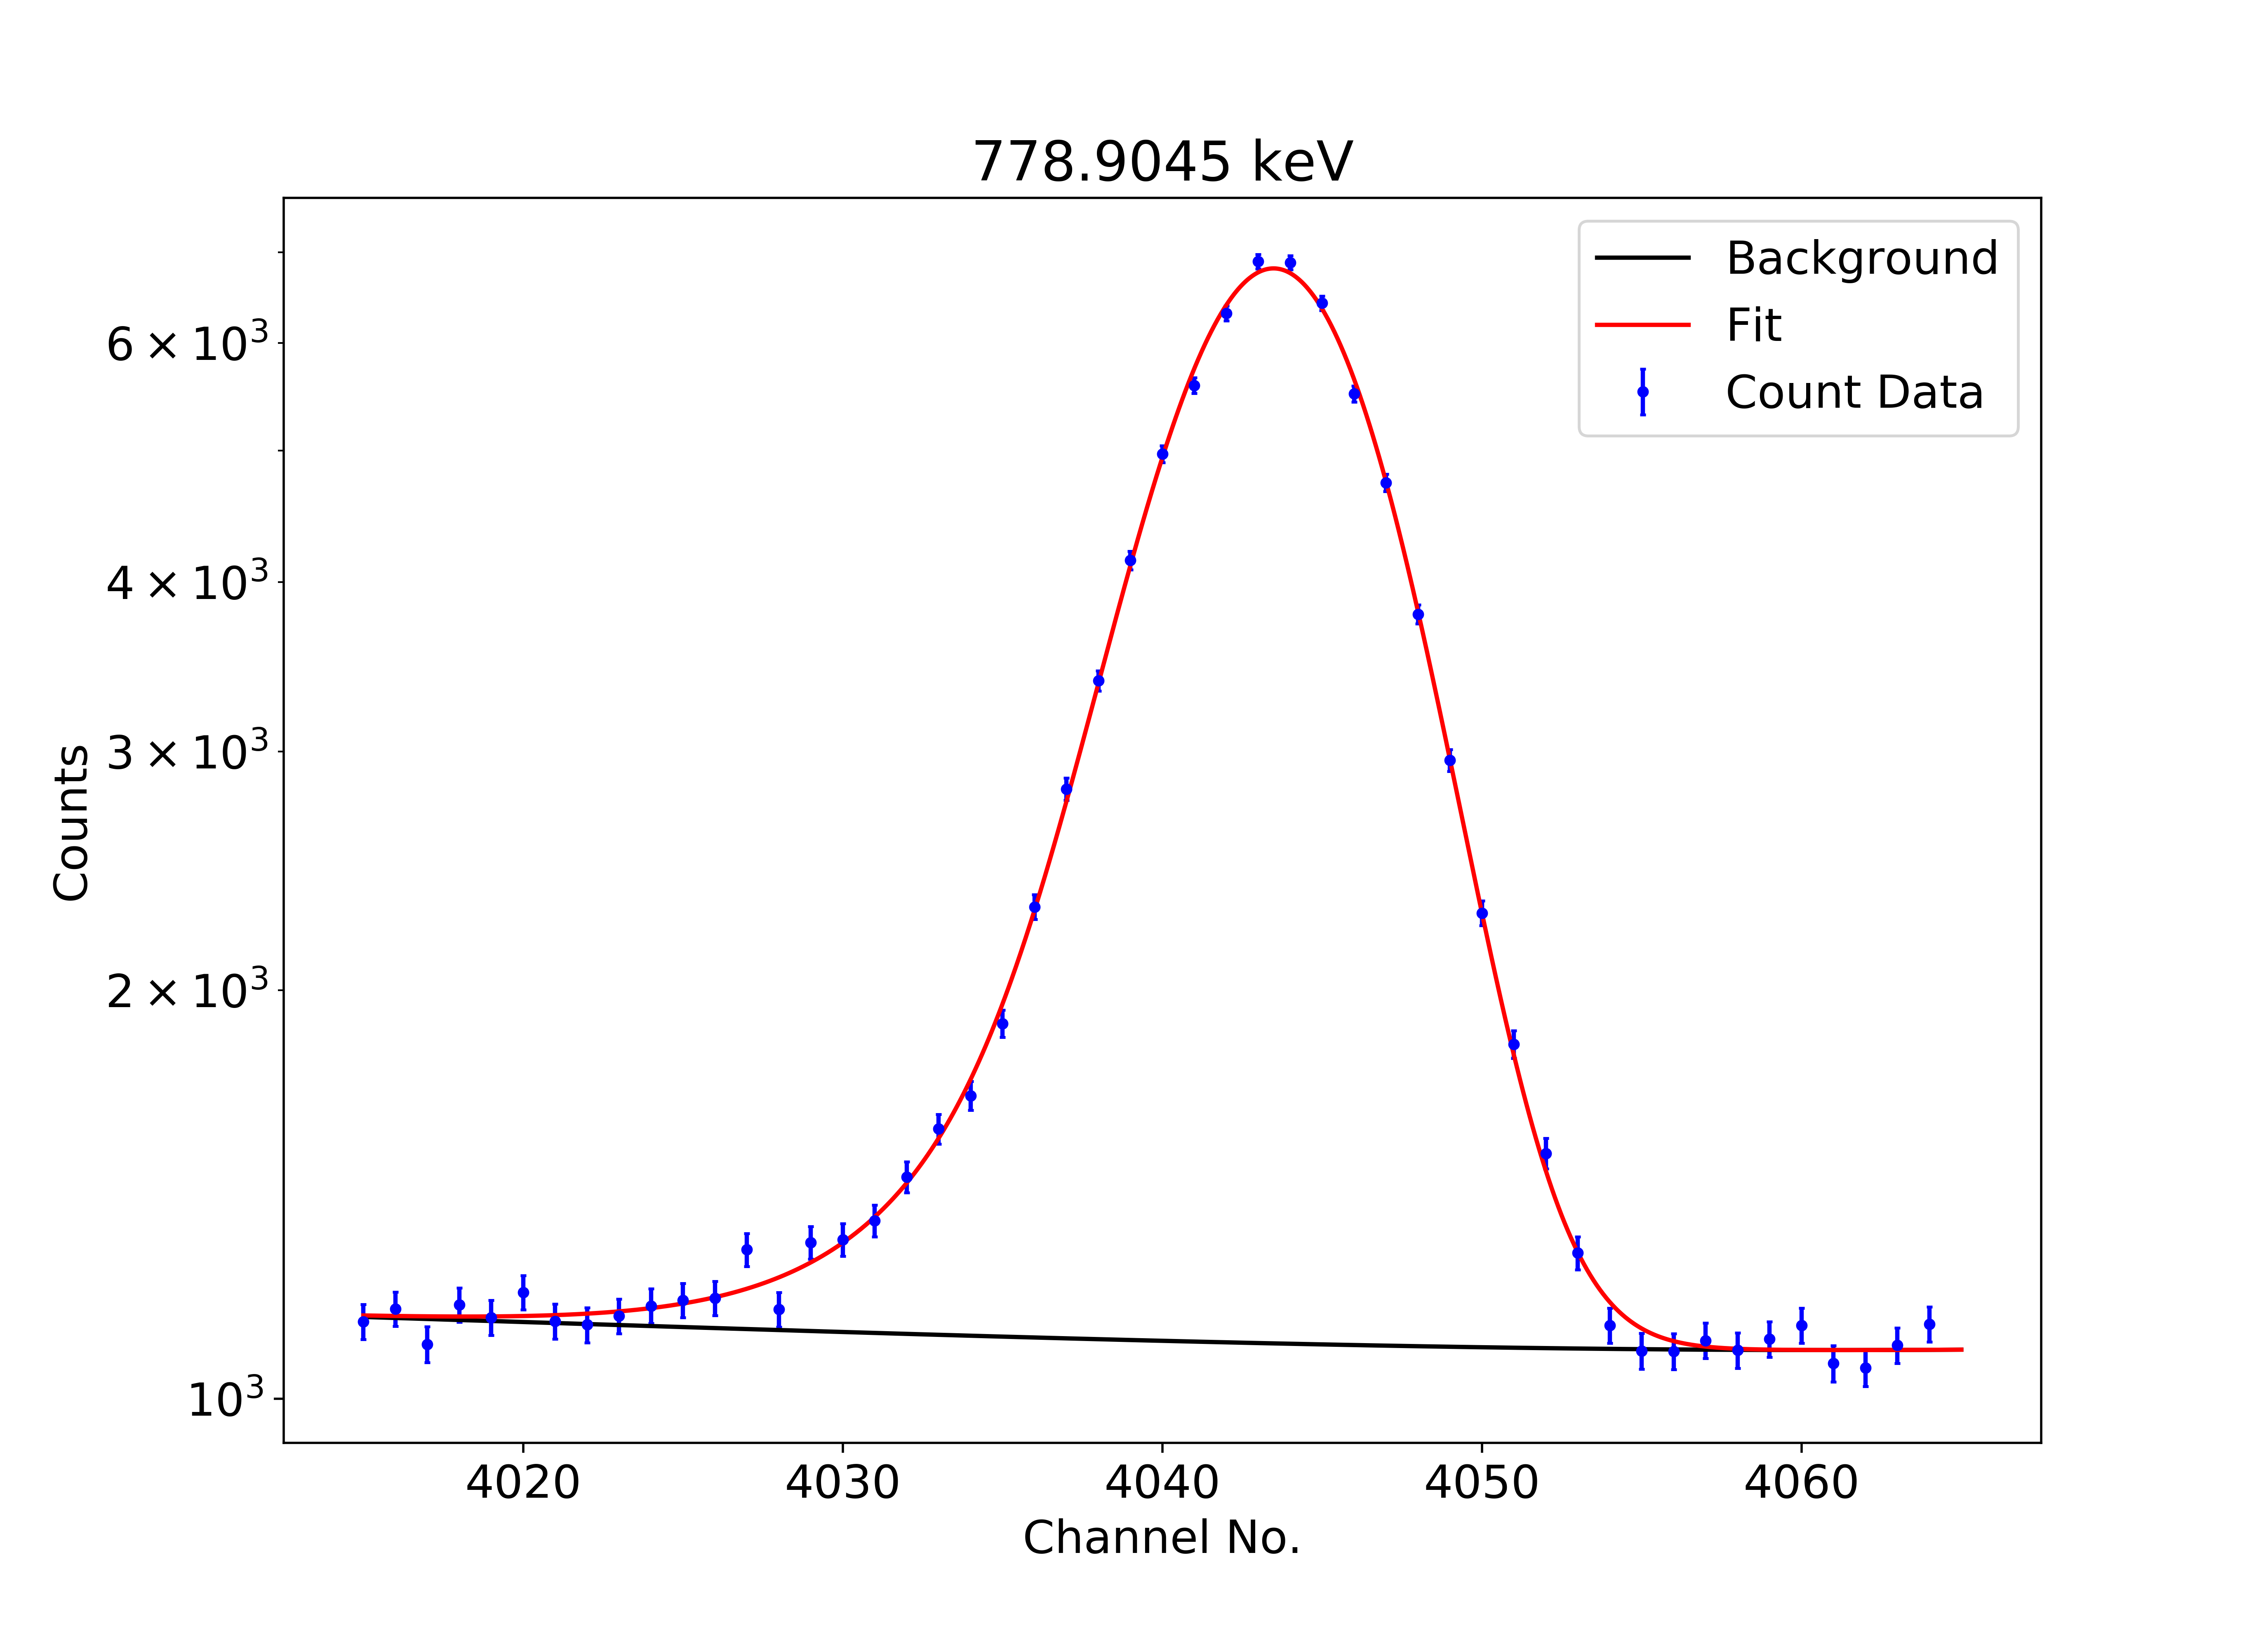 778.9045 keV
Background
Fit
Count Data
6 × 10³
4 × 10³
3 × 10³
2 × 10³
10³
Counts
4020 4030 4040 4050 4060
Channel No.